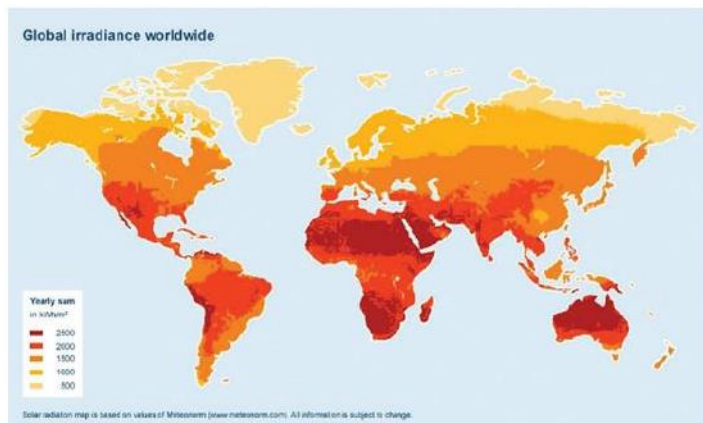 Global irradiance worldwide
Yearly sum
in kWh/m²
2500
2000
1500
1000
500
Solar radiation map is based on values of Meteonorm (www.meteonorm.com). All information is subject to change.